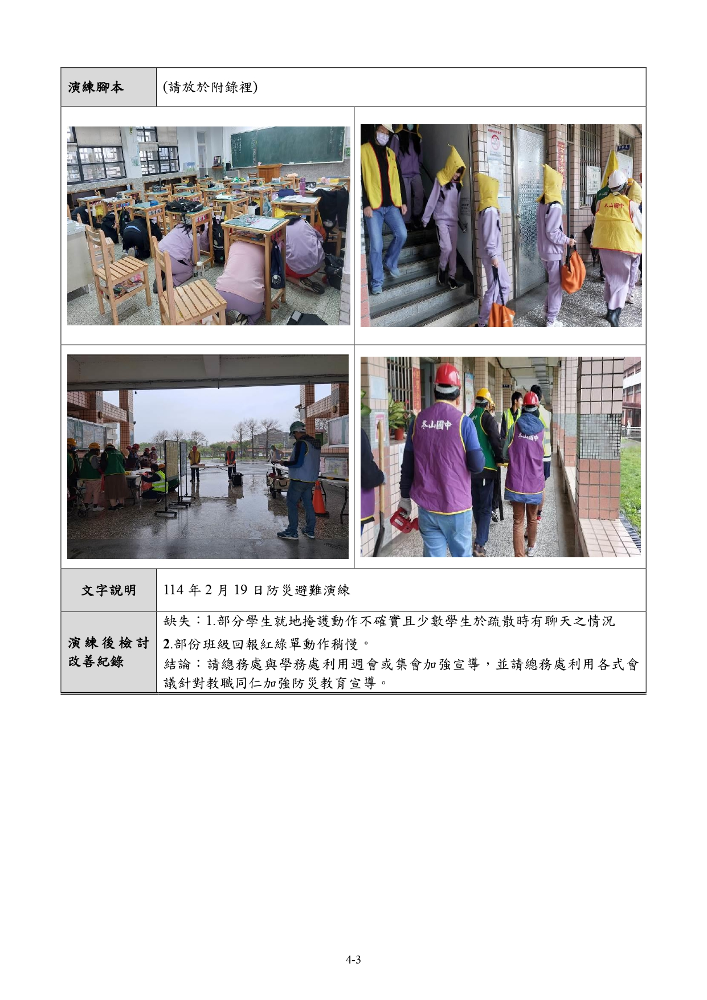 演練腳本
(請放於附錄裡)
冬山國中
冬山國中
冬山國中
文字說明
114 年 2 月 19 日防災避難演練
演練後檢討
改善紀錄
缺失：1.部分學生就地掩護動作不確實且少數學生於疏散時有聊天之情況
2.部份班級回報紅綠單動作稍慢。
結論：請總務處與學務處利用週會或集會加強宣導，並請總務處利用各式會
議針對教職同仁加強防災教育宣導。
4-3